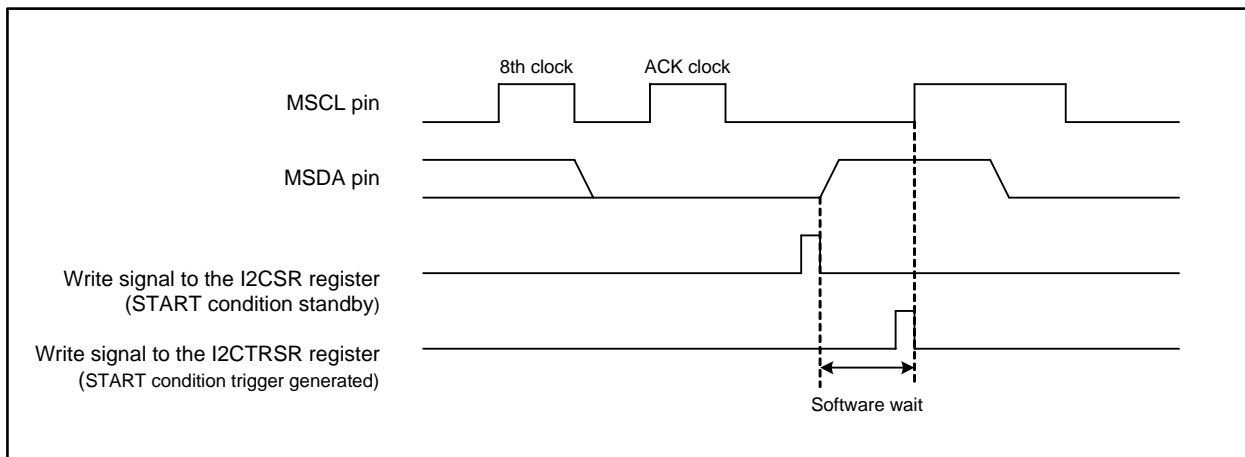 8th clock ACK clock
MSCL pin
MSDA pin
Write signal to the I2CSR register
(START condition standby)
Write signal to the I2CTRSR register
(START condition trigger generated)
Software wait